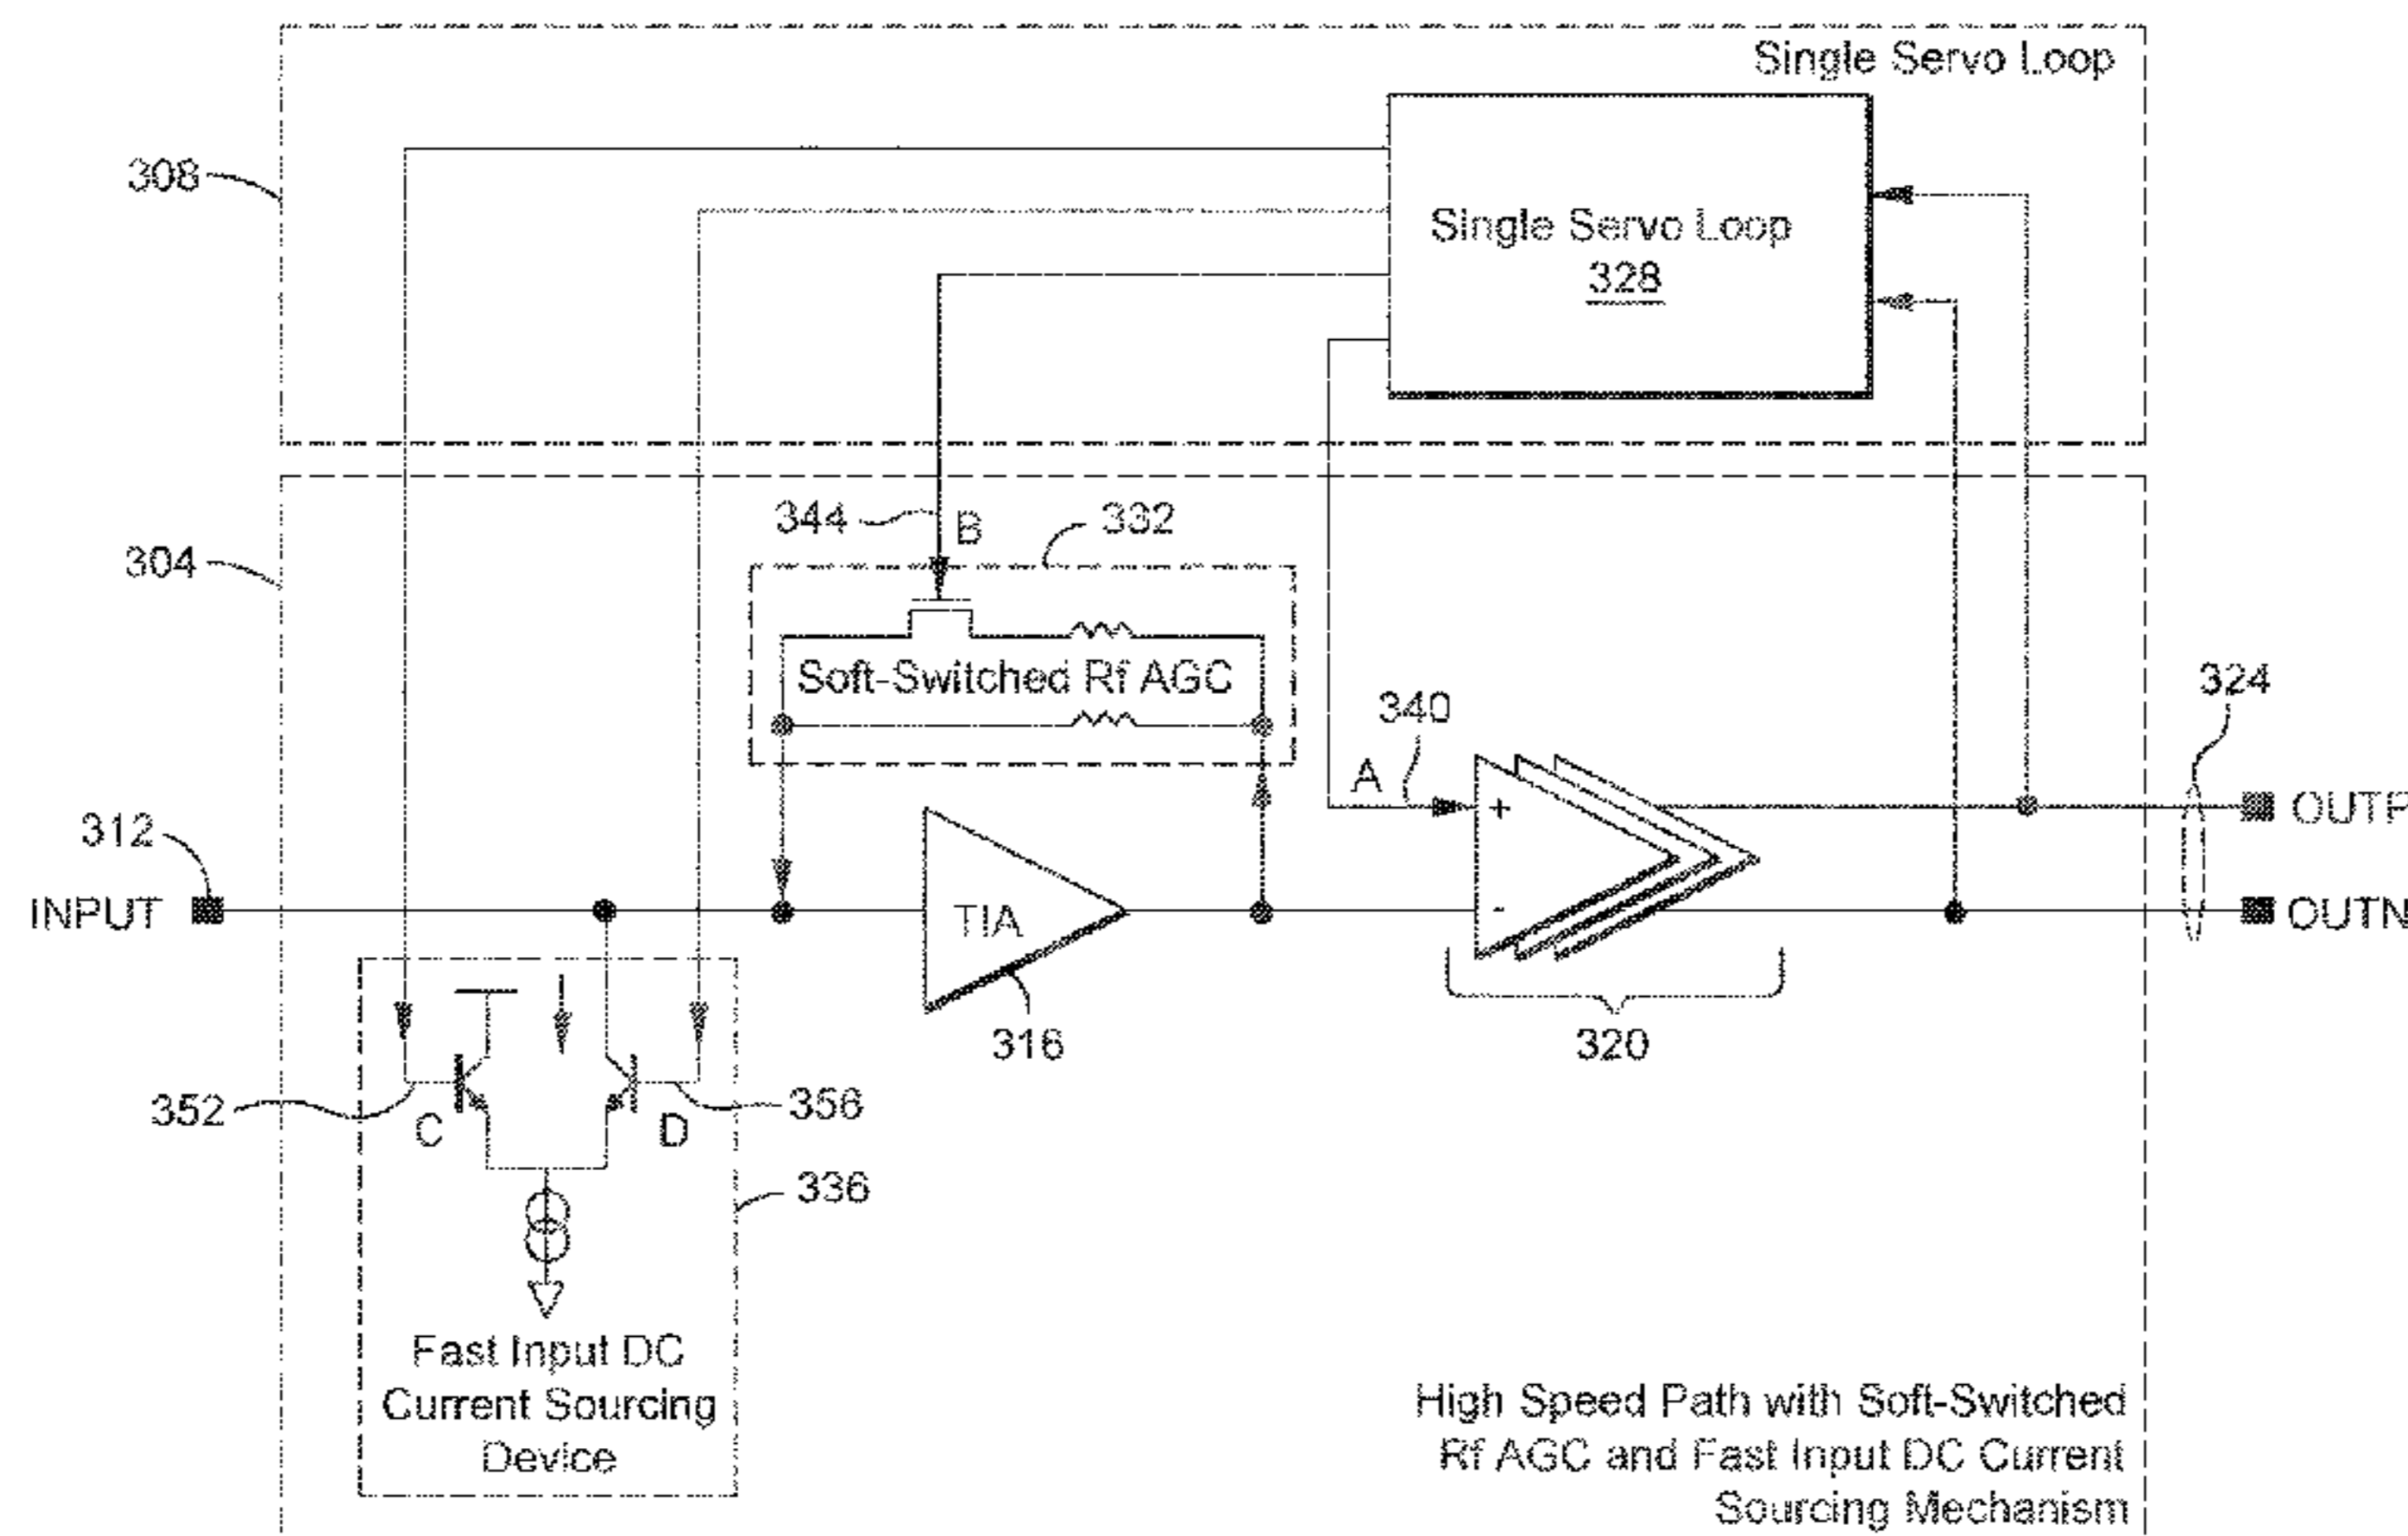 Single Servo Loop
308
Single Servo Loop
328
344
B
332
304
Soft-Switched Rf AGC
324
340
A
+
312
OUTP
INPUT
TIA
-
OUTN
316
320
352
C
D
356
336
Fast Input DC
Current Sourcing
Device
High Speed Path with Soft-Switched
Rf AGC and Fast Input DC Current
Sourcing Mechanism